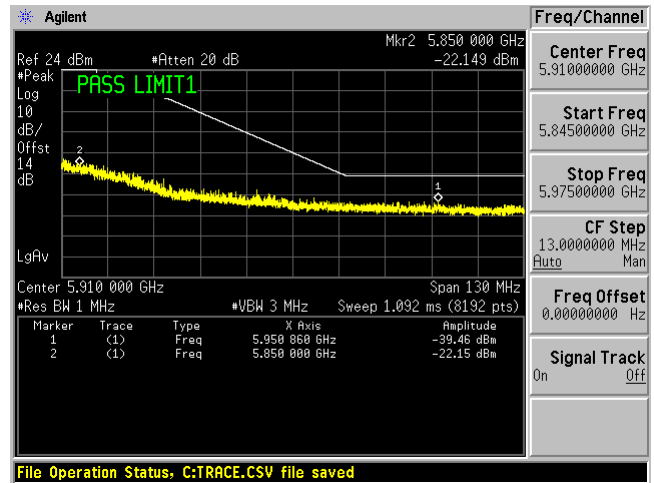 Agilent
Freq/Channel
Mkr2 5.850 000 GHz
Ref 24 dBm #Atten 20 dB -22.149 dBm
#Peak
Log
10
dB/
Offst
14
dB
LgAv
PASS LIMIT1
2
1
Center 5.910 000 GHz Span 130 MHz
#Res BW 1 MHz #VBW 3 MHz Sweep 1.092 ms (8192 pts)
Marker Trace Type X Axis Amplitude
1 (1) Freq 5.950 860 GHz -39.46 dBm
2 (1) Freq 5.850 000 GHz -22.15 dBm
Center Freq
5.91000000 GHz
Start Freq
5.84500000 GHz
Stop Freq
5.97500000 GHz
CF Step
13.0000000 MHz
Auto Man
Freq Offset
0.00000000 Hz
Signal Track
On Off
File Operation Status, C:TRACE.CSV file saved